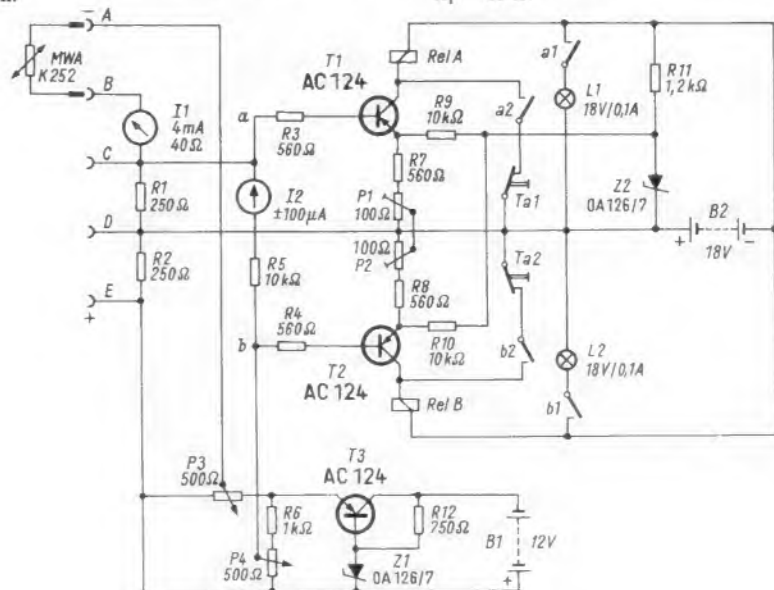 A
MWA
K252
B
I1
4mA
40Ω
C
R1
250Ω
D
R2
250Ω
E
a
R3
560Ω
I2
±100µA
R5
10kΩ
R4
560Ω
b
T1
AC 124
Rel A
R9
10kΩ
R7
560Ω
P1
100Ω
100Ω
P2
R8
560Ω
R10
10kΩ
T2
AC 124
Rel B
a1
a2
L1
18V/0,1A
R11
1,2kΩ
Ta1
Z2
OA126/7
B2
+ −
18V
Ta2
b2
L2
18V/0,1A
b1
P3
500Ω
T3
AC 124
R6
1kΩ
R12
750Ω
P4
500Ω
Z1
OA126/7
B1
12V